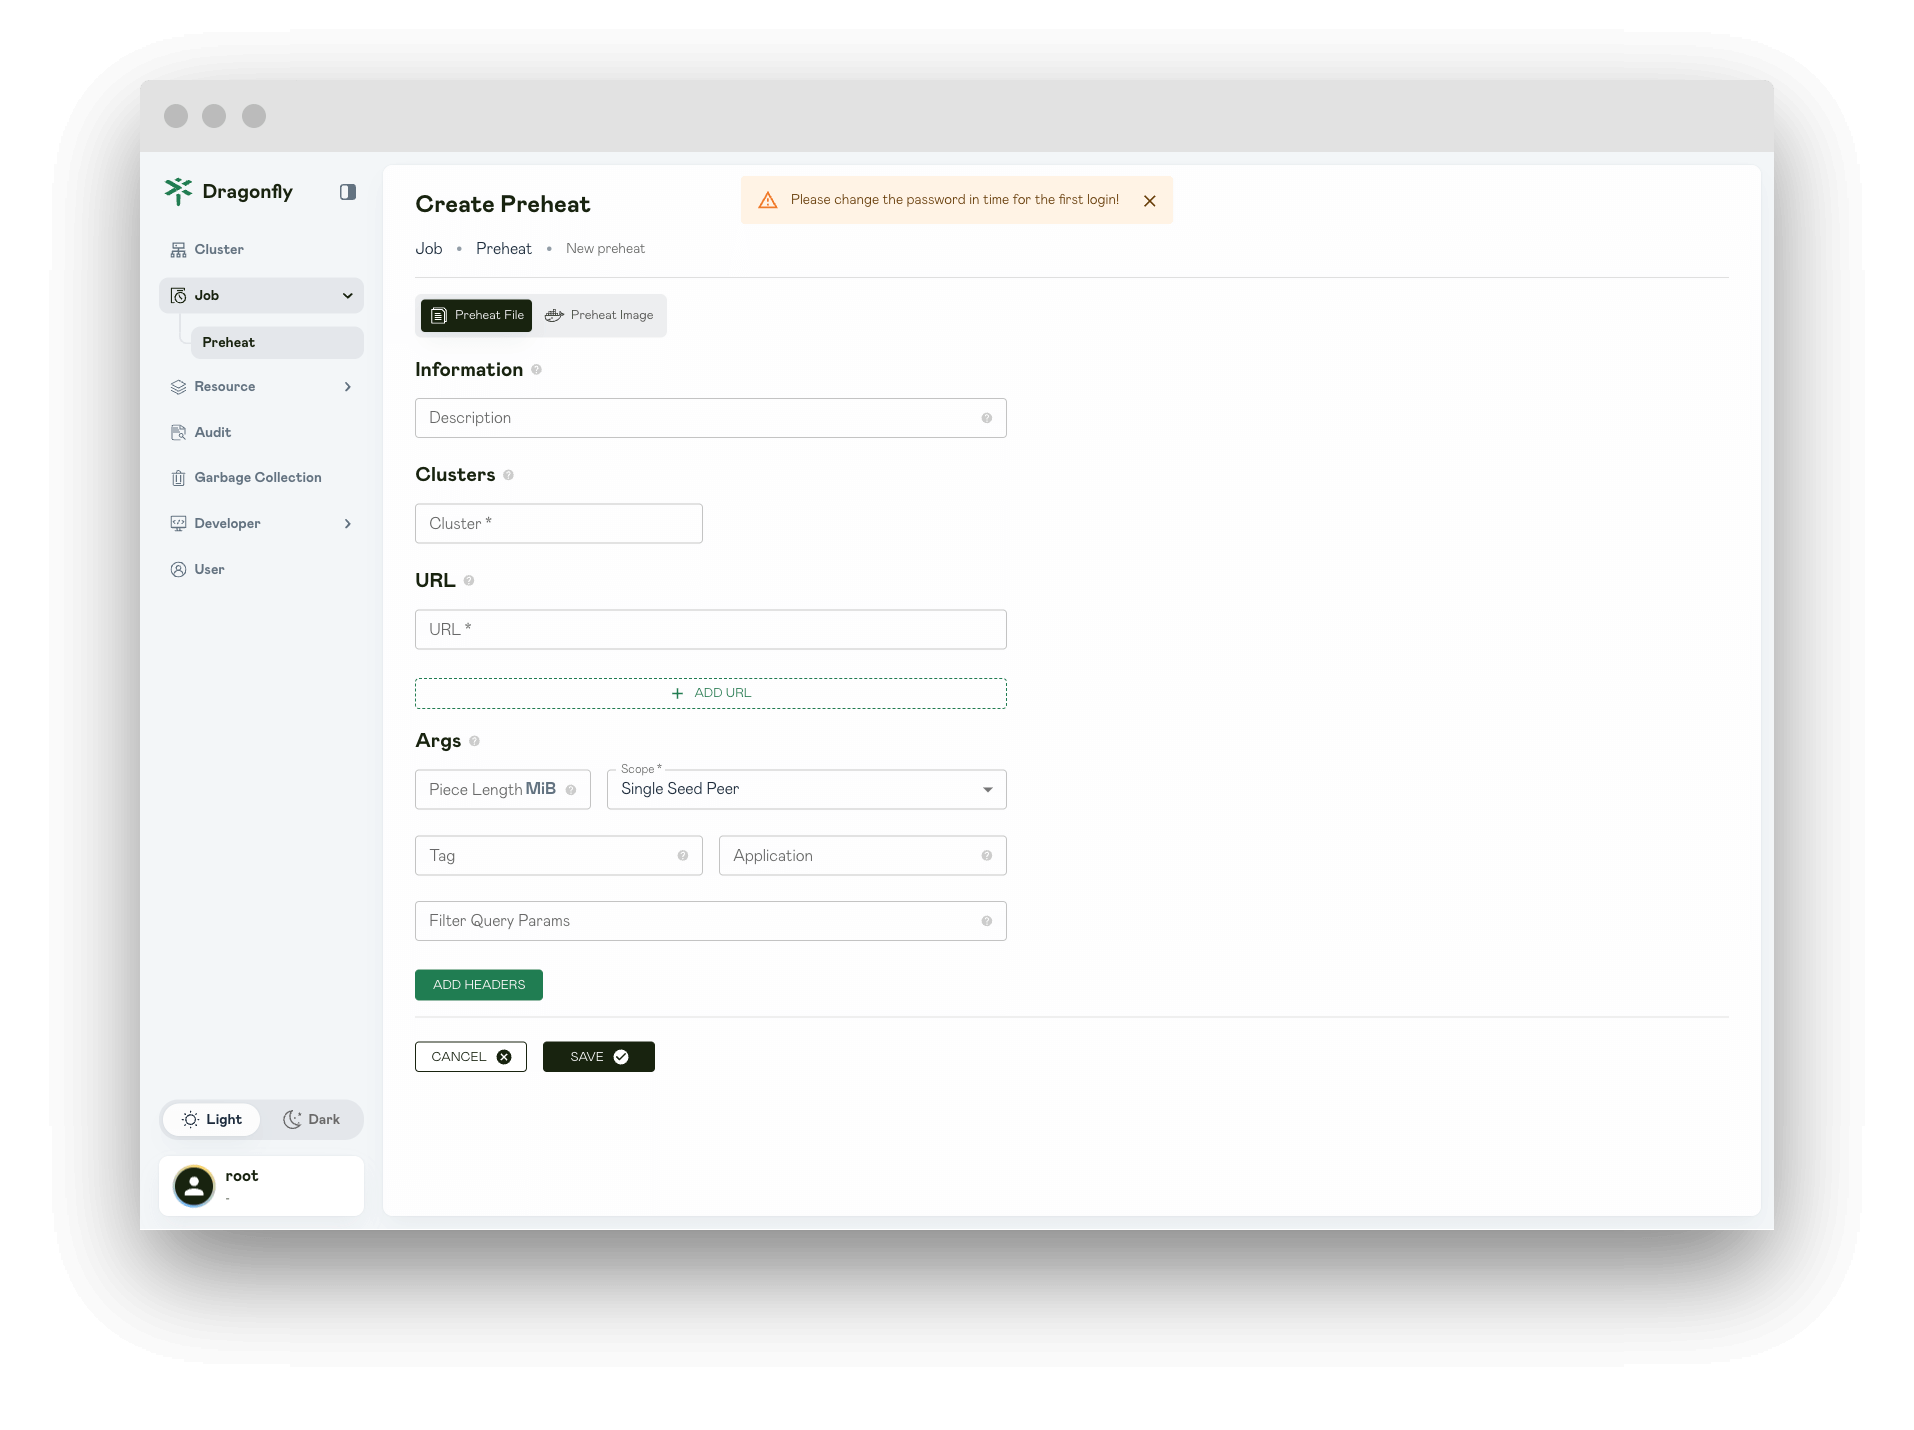 Dragonfly
Cluster
Job
Preheat
Resource
Audit
Garbage Collection
Developer
User
Light
Dark
root
-
Create Preheat
Please change the password in time for the first login!
Job • Preheat • New preheat
Preheat File
Preheat Image
Information
Description
Clusters
Cluster *
URL
URL *
+ ADD URL
Args
Piece Length MiB
Scope *
Single Seed Peer
Tag
Application
Filter Query Params
ADD HEADERS
CANCEL
SAVE